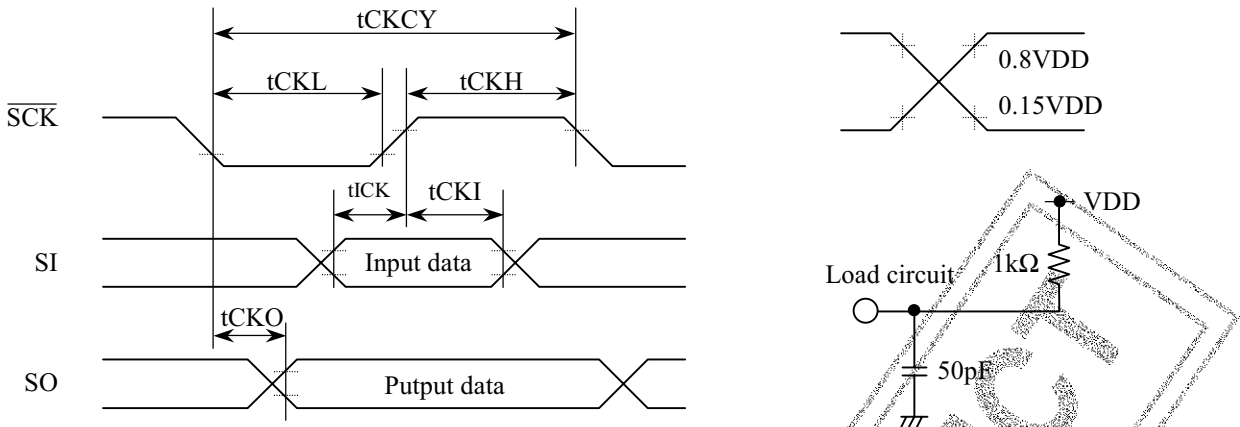 tCKCY
tCKL
tCKH
SCK
tICK
tCKI
SI
Input data
tCKO
SO
Putput data
0.8VDD
0.15VDD
VDD
1kΩ
Load circuit
50pF